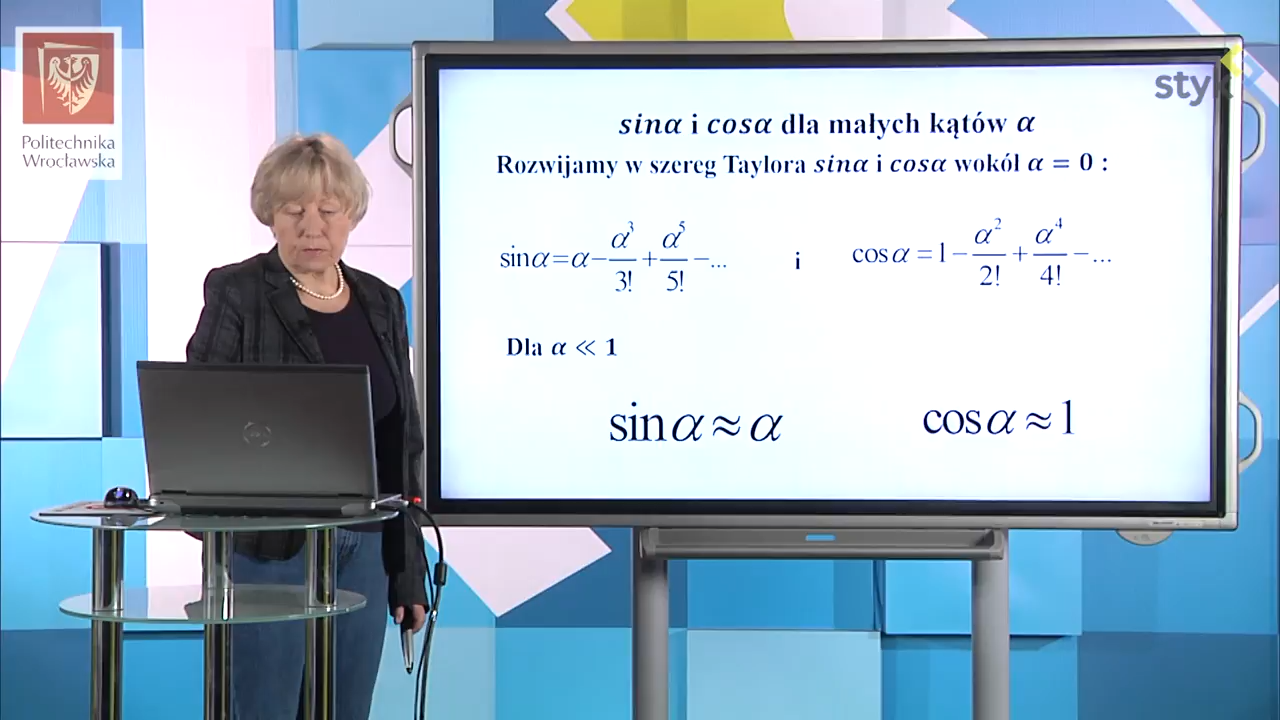 Politechnika
Wrocławska
styk
sinα i cosα dla małych kątów α
Rozwijamy w szereg Taylora sinα i cosα wokół α = 0 :
sinα=α−α³/3!+α⁵/5!−... i cosα=1−α²/2!+α⁴/4!−...
Dla α ≪ 1
sinα≈α cosα≈1